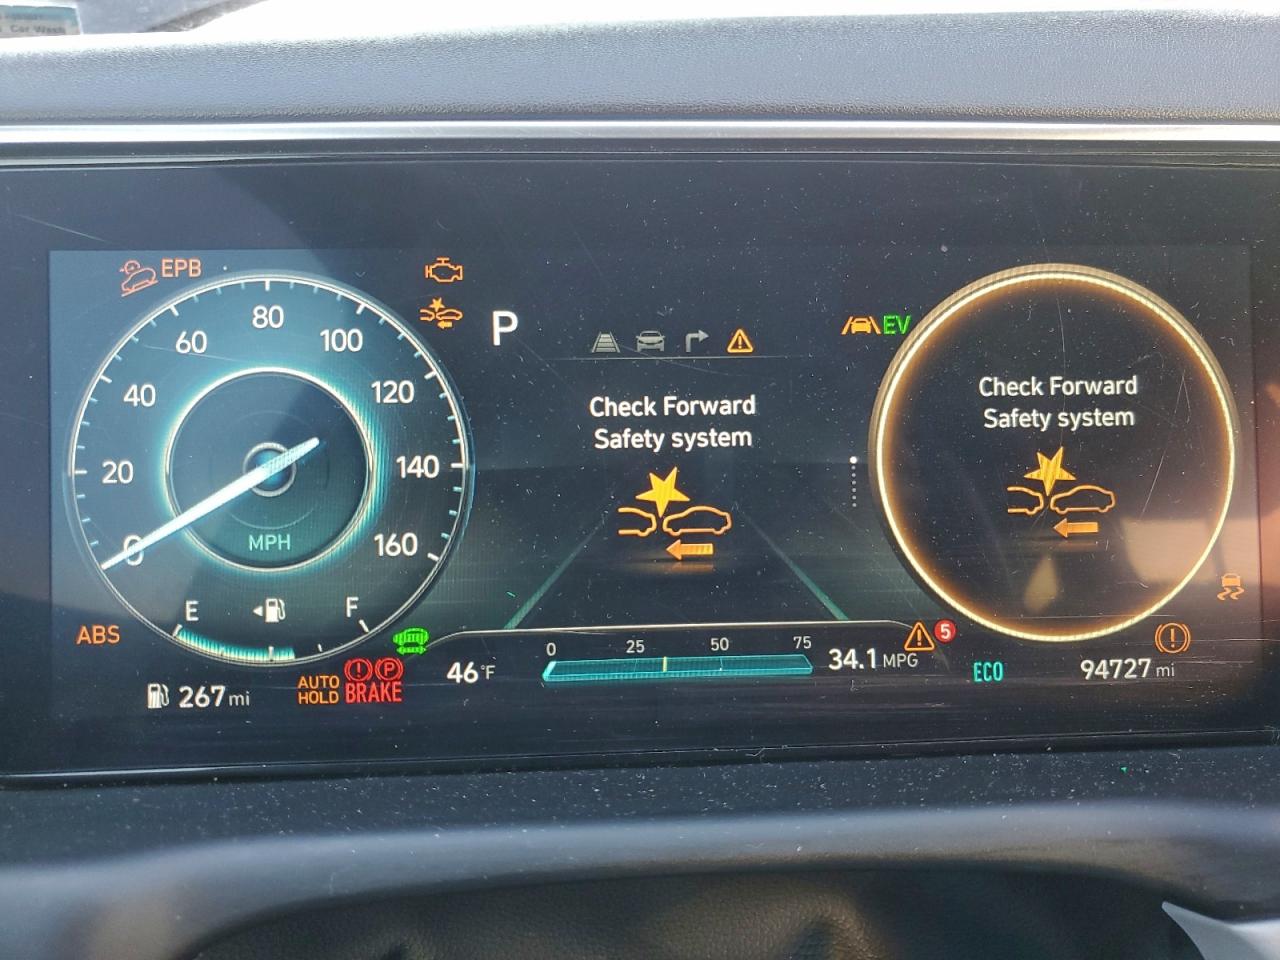 Car Wash
EPB
80
60
100
40
120
20
140
0
160
MPH
E
F
ABS
267 mi
AUTO
HOLD
P
BRAKE
P
Check Forward
Safety system
46°F
0
25
50
75
34.1 MPG
5
EV
Check Forward
Safety system
ECO
94727 mi